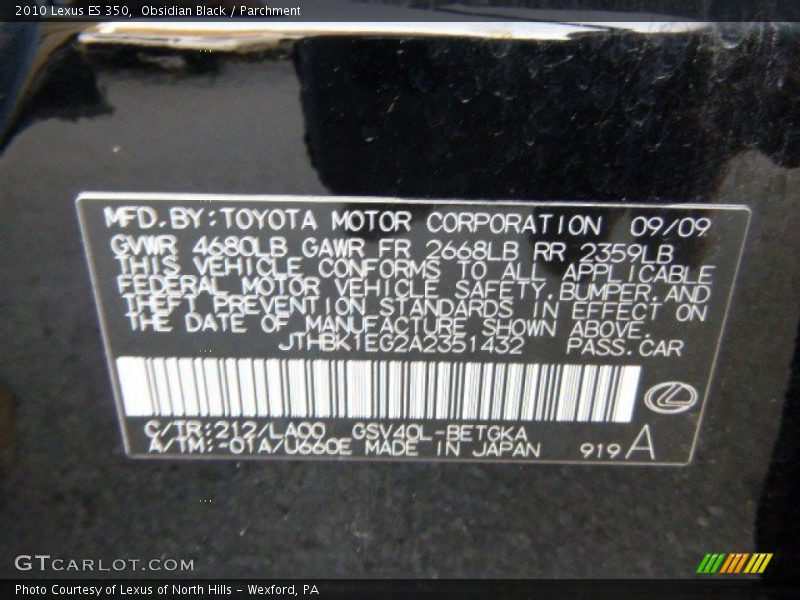 2010 Lexus ES 350, Obsidian Black / Parchment
MFD.BY:TOYOTA MOTOR CORPORATION 09/09
GVWR 4680LB GAWR FR 2668LB RR 2359LB
THIS VEHICLE CONFORMS TO ALL APPLICABLE
FEDERAL MOTOR VEHICLE SAFETY,BUMPER,AND
THEFT PREVENTION STANDARDS IN EFFECT ON
THE DATE OF MANUFACTURE SHOWN ABOVE.
JTHBK1EG2A2351432 PASS.CAR
C/TR:212/LA00 GSV40L-BETGKA
A/TM:-01A/U660E MADE IN JAPAN 919 A
GTCARLOT.COM
Photo Courtesy of Lexus of North Hills - Wexford, PA